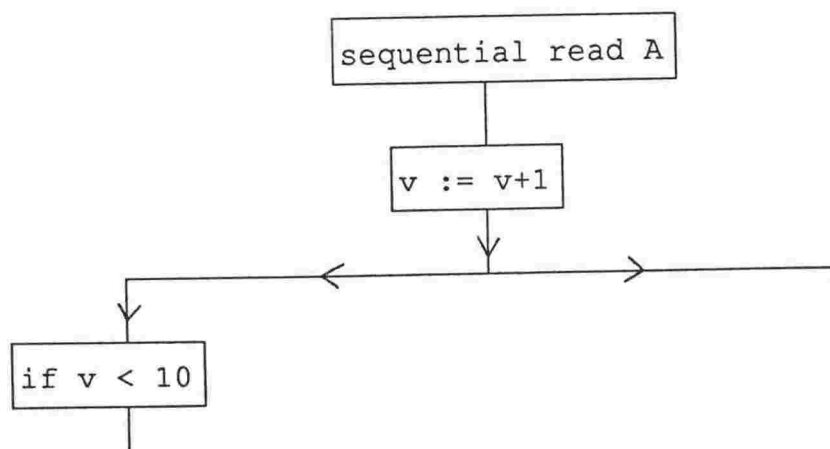 sequential read A
v := v+1
if v < 10